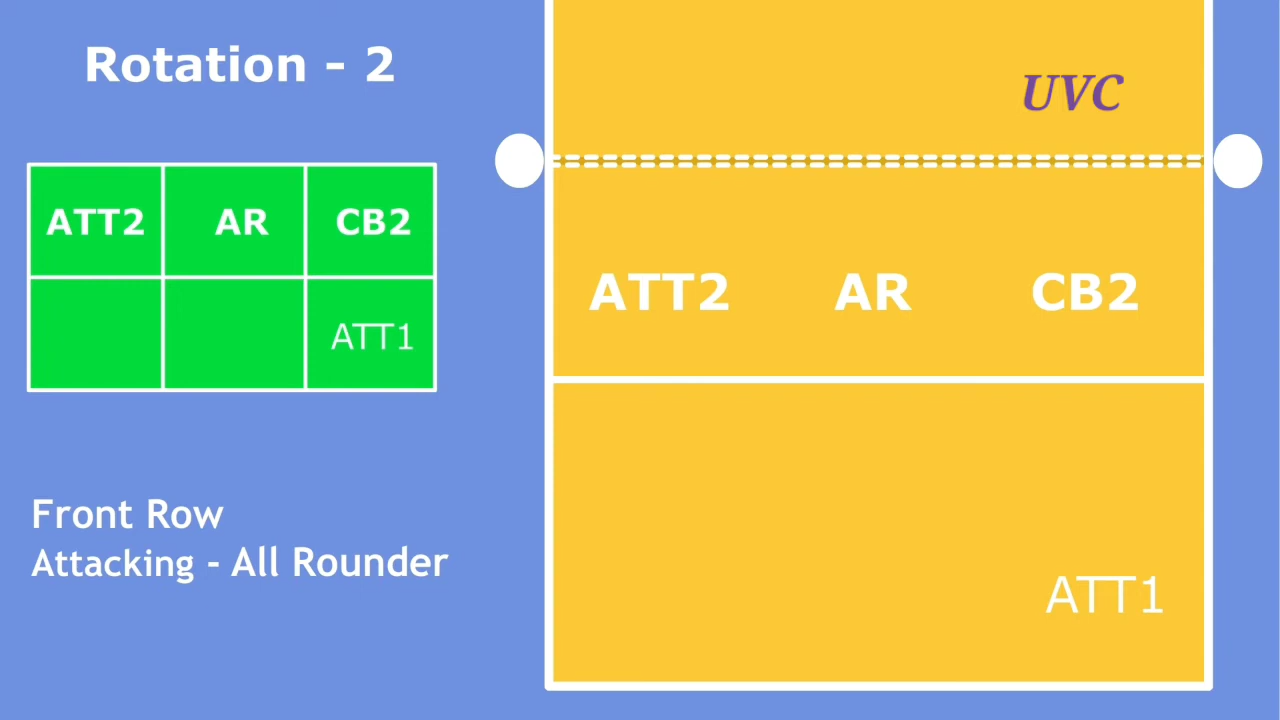 Rotation - 2
UVC
ATT2 AR CB2
ATT1
ATT2 AR CB2
ATT1
Front Row
Attacking - All Rounder